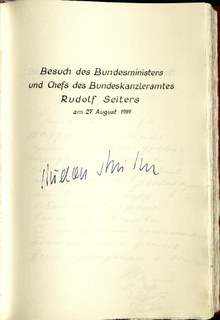 Besuch des Bundesministers
und Chefs des Bundeskanzleramtes
Rudolf Seiters
am 27. August 1989